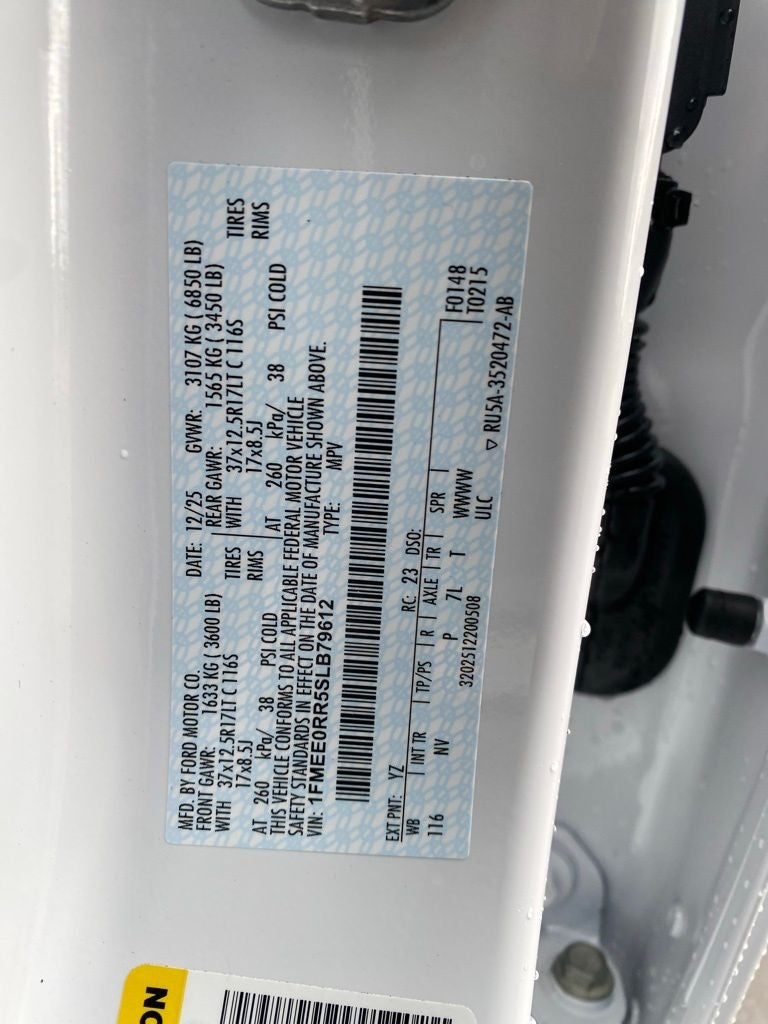 MFD. BY FORD MOTOR CO.
DATE: 12/25 GVWR: 3107 KG ( 6850 LB)
FRONT GAWR: 1633 KG ( 3600 LB)
REAR GAWR: 1565 KG ( 3450 LB)
WITH 37x12.5R17LT C 116S TIRES
WITH 37x12.5R17LT C 116S TIRES
17x8.5J RIMS
17x8.5J RIMS
AT 260 kPa/ 38 PSI COLD
AT 260 kPa/ 38 PSI COLD
THIS VEHICLE CONFORMS TO ALL APPLICABLE FEDERAL MOTOR VEHICLE
SAFETY STANDARDS IN EFFECT ON THE DATE OF MANUFACTURE SHOWN ABOVE.
VIN: 1FMEE0RR5SLB79612
TYPE: MPV
EXT PNT: YZ RC: 23 DSO:
F0148
WB INT TR TP/PS R AXLE TR SPR
T0215
116 NV P 7L T WWWW
3202512200508 ULC
▽ RU5A-3520472-AB
ON